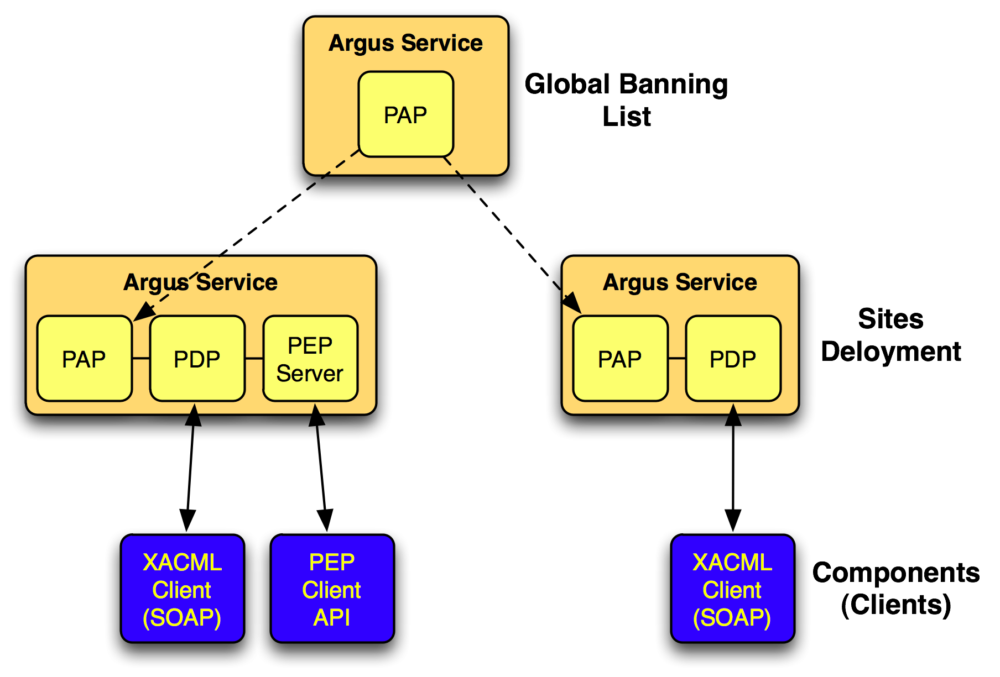 Argus Service
PAP
Global Banning
List
Argus Service
PAP
PDP
PEP
Server
Argus Service
PAP
PDP
Sites
Deloyment
XACML
Client
(SOAP)
PEP
Client
API
XACML
Client
(SOAP)
Components
(Clients)